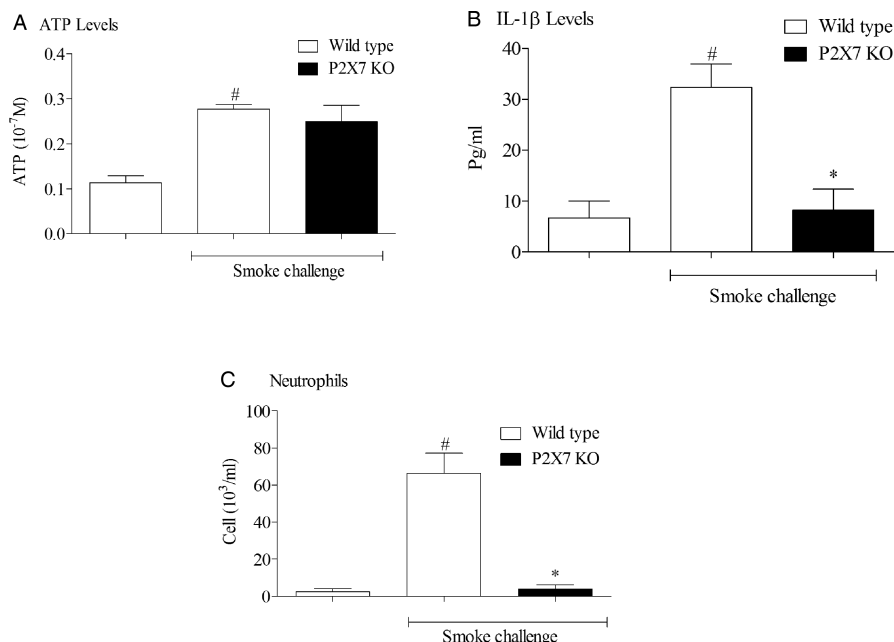 A ATP Levels
Wild type
P2X7 KO
0.4
0.3
0.2
0.1
0.0
ATP (10⁻⁷M)
#
Smoke challenge
B IL-1β Levels
Wild type
P2X7 KO
40
30
20
10
0
Pg/ml
#
*
Smoke challenge
C Neutrophils
Wild type
P2X7 KO
100
80
60
40
20
0
Cell (10³/ml)
#
*
Smoke challenge